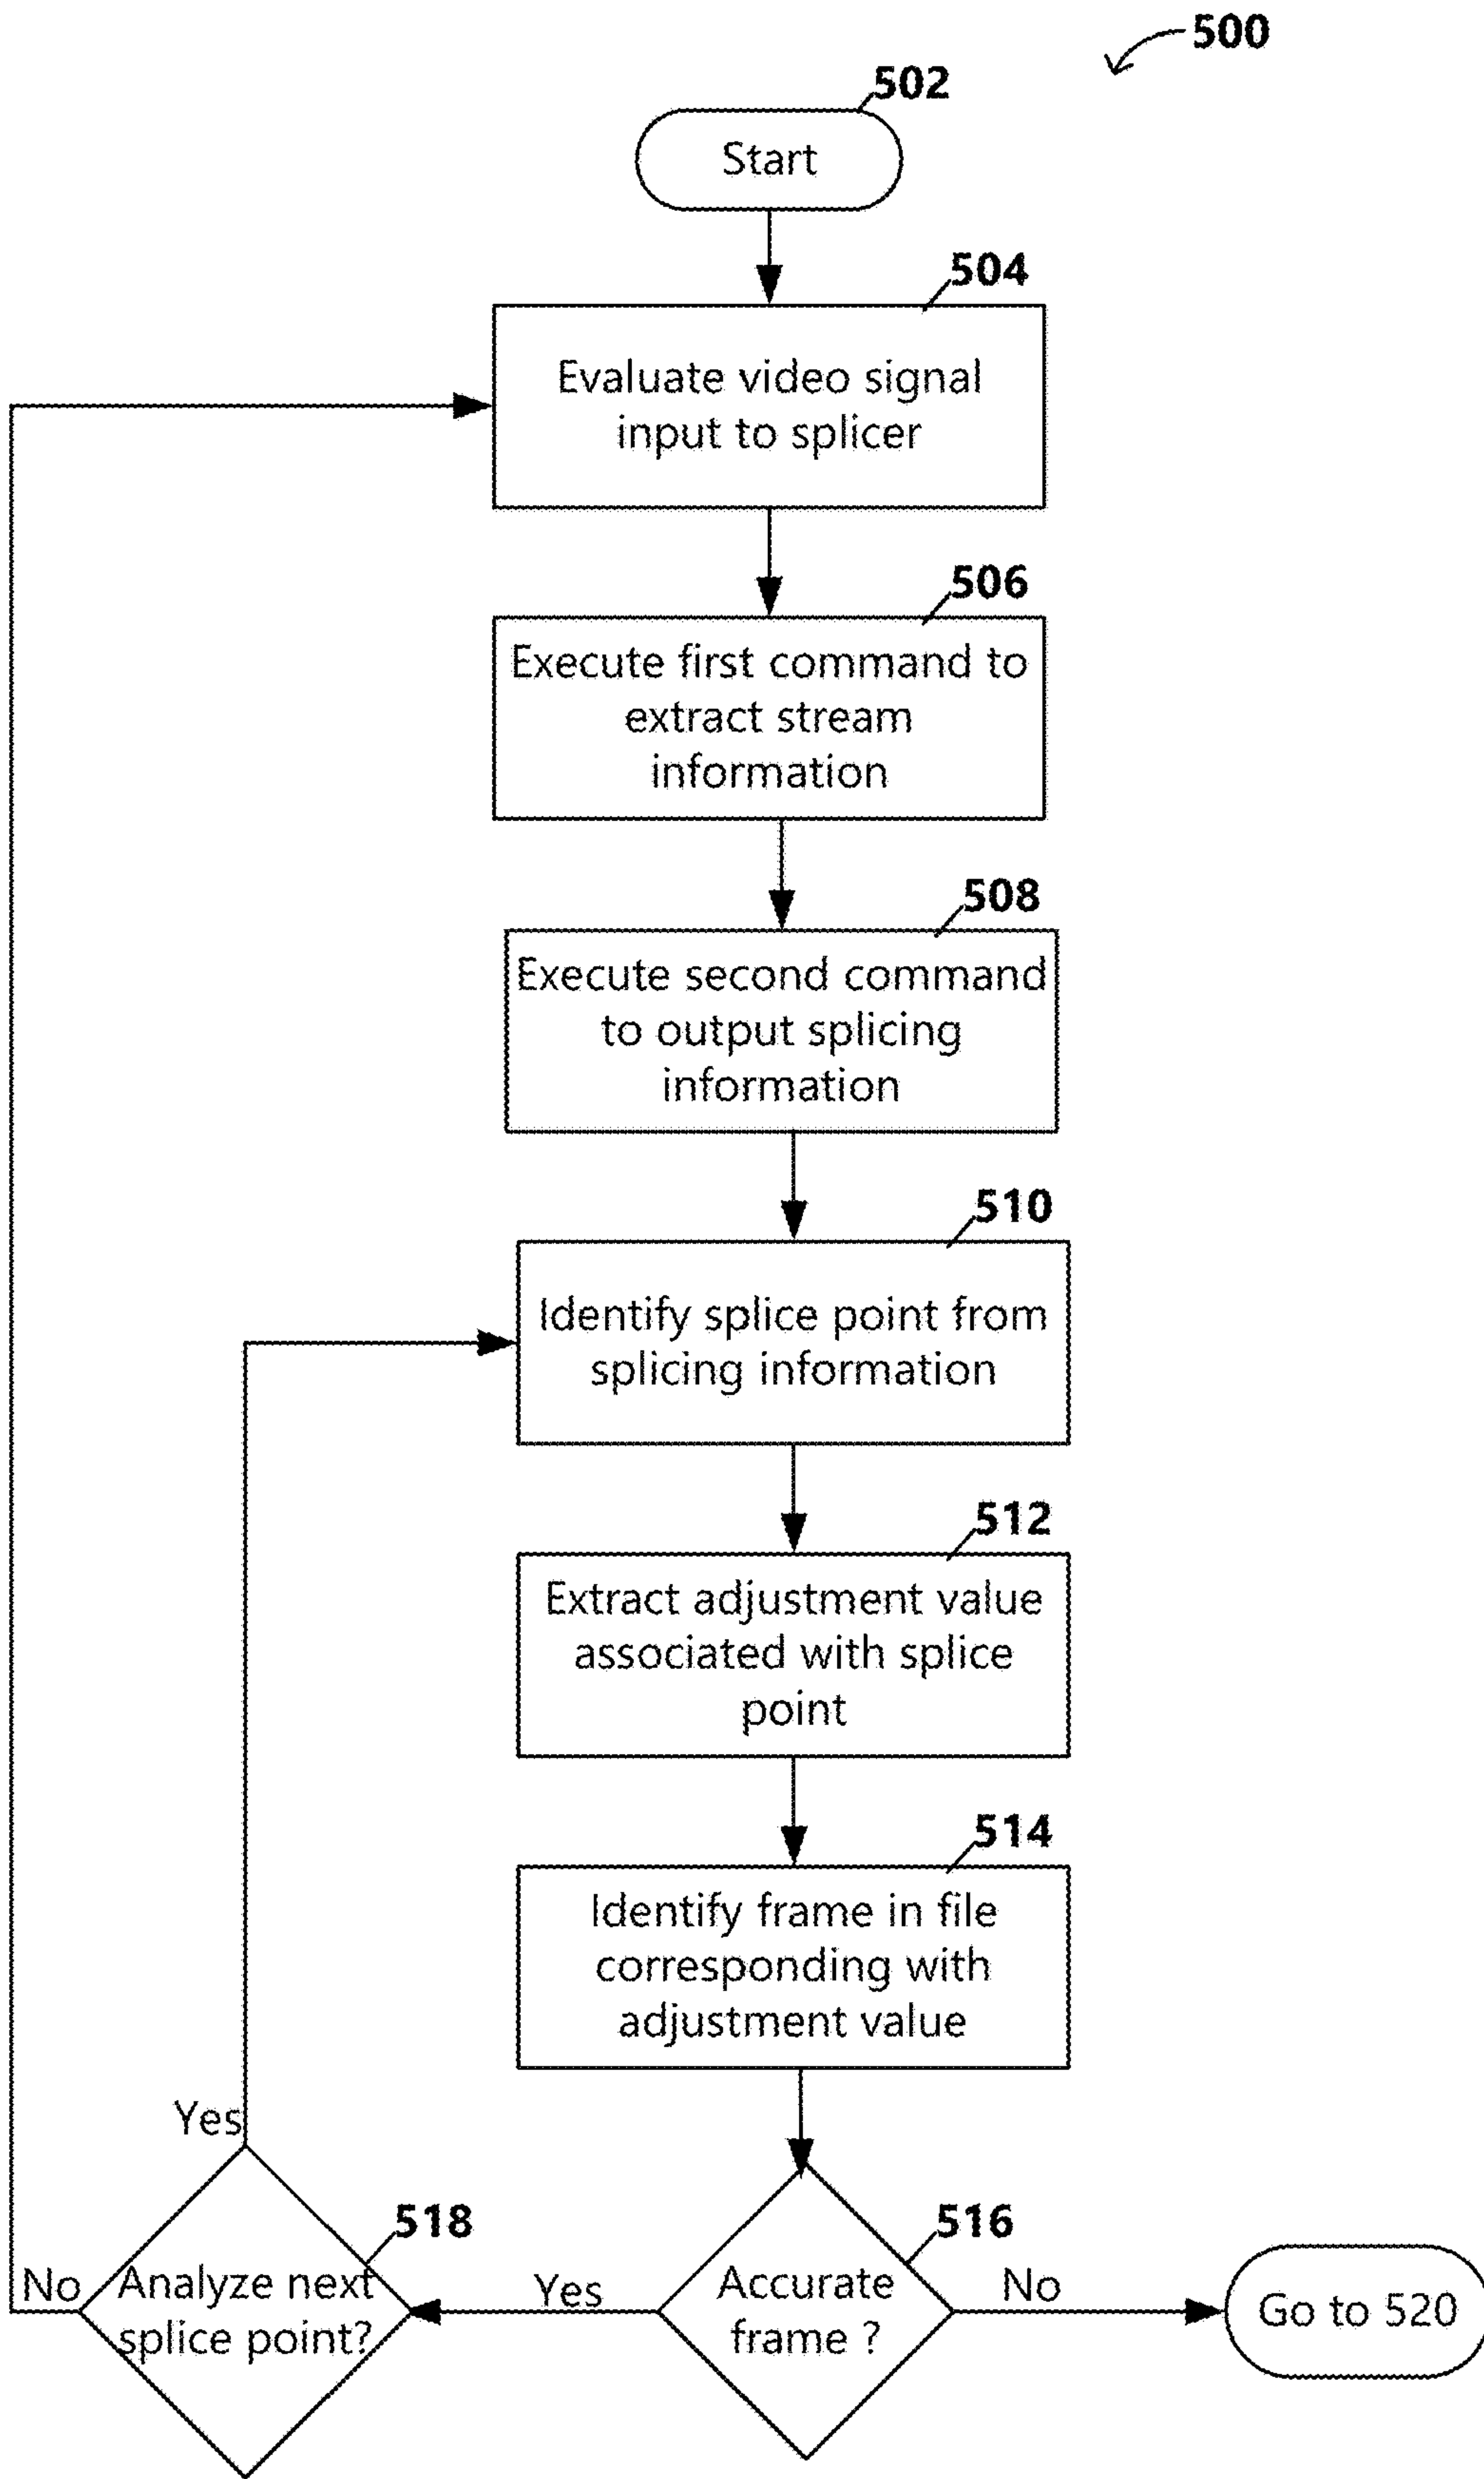 500
502
Start
504
Evaluate video signal
input to splicer
506
Execute first command to
extract stream
information
508
Execute second command
to output splicing
information
510
Identify splice point from
splicing information
512
Extract adjustment value
associated with splice
point
514
Identify frame in file
corresponding with
adjustment value
Yes
518
516
No
Analyze next
splice point?
Yes
Accurate
frame ?
No
Go to 520